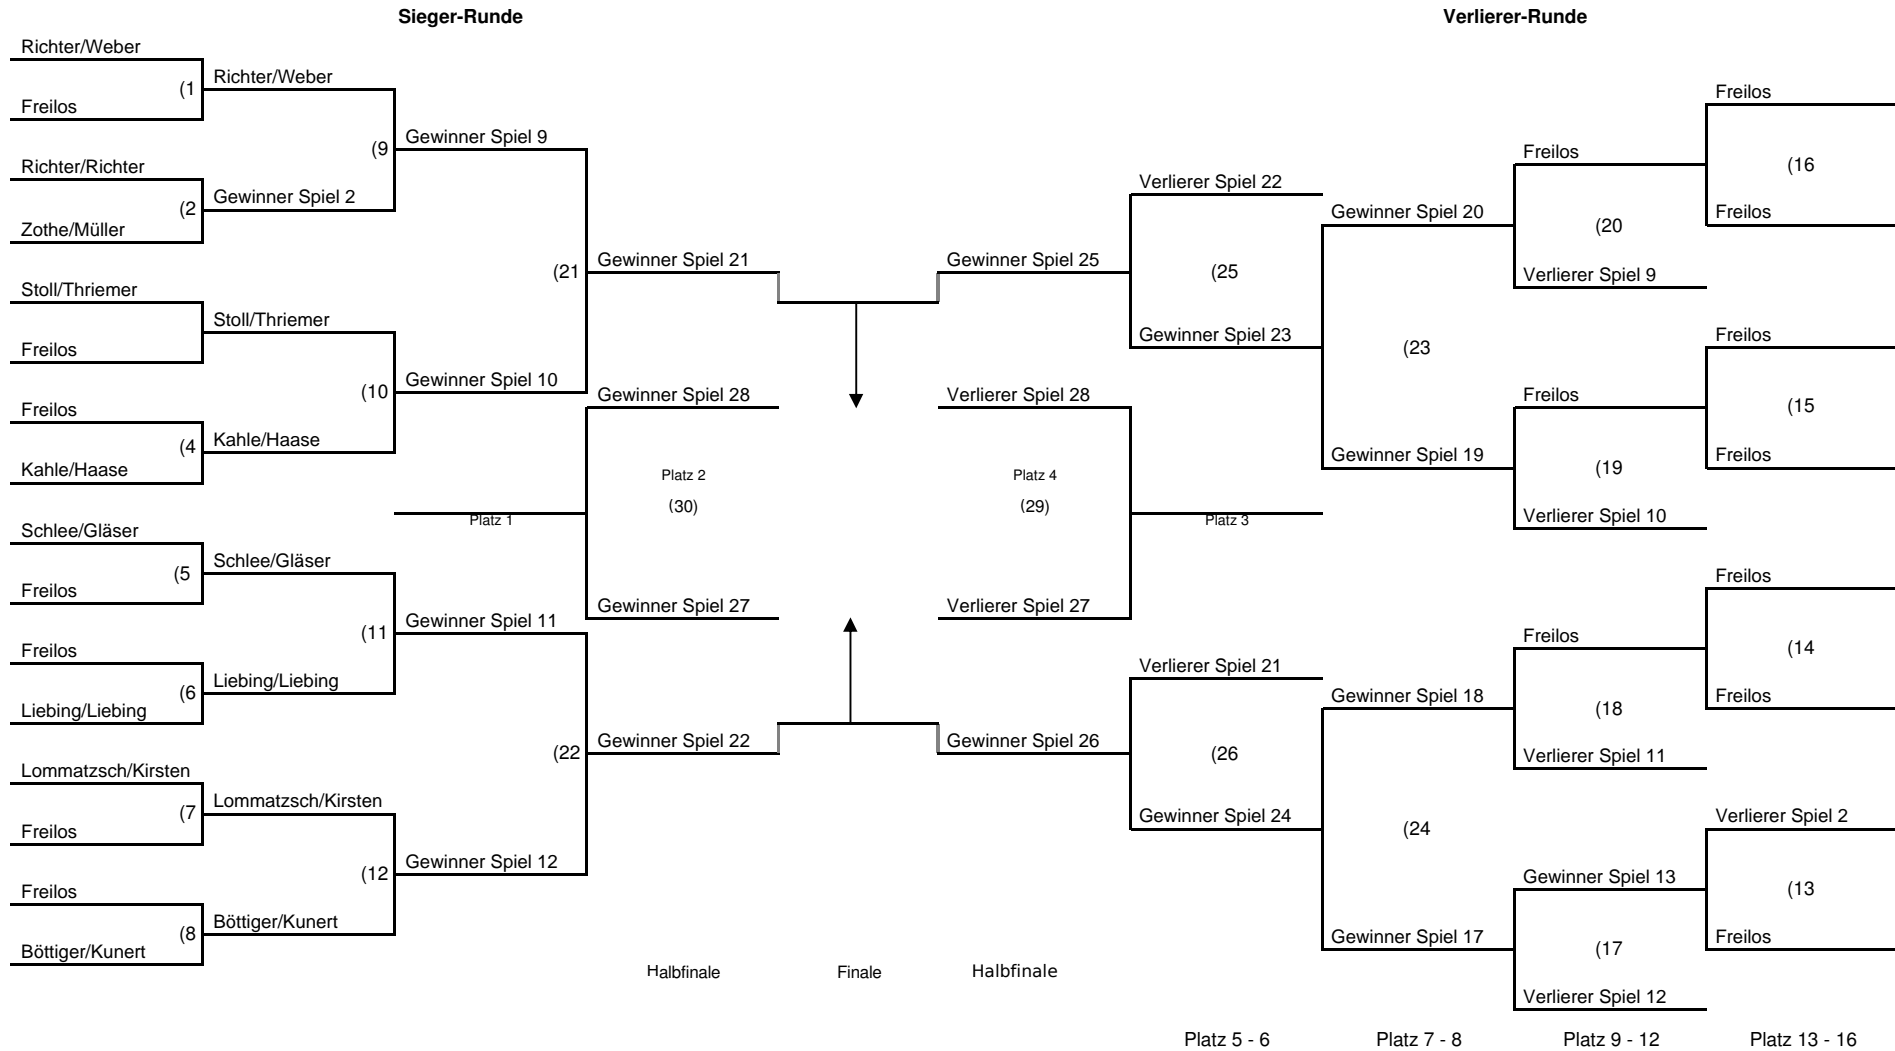 Sieger-Runde
Verlierer-Runde
Richter/Weber
(1
Freilos
Richter/Richter
(2
Zothe/Müller
Stoll/Thriemer
Freilos
Freilos
(4
Kahle/Haase
Schlee/Gläser
(5
Freilos
Freilos
(6
Liebing/Liebing
Lommatzsch/Kirsten
(7
Freilos
Freilos
(8
Böttiger/Kunert
Richter/Weber
(9
Gewinner Spiel 2
Stoll/Thriemer
(10
Kahle/Haase
Schlee/Gläser
(11
Liebing/Liebing
Lommatzsch/Kirsten
(12
Böttiger/Kunert
Gewinner Spiel 9
(21
Gewinner Spiel 10
Platz 1
Gewinner Spiel 11
(22
Gewinner Spiel 12
Gewinner Spiel 21
Gewinner Spiel 28
Platz 2
(30)
Gewinner Spiel 27
Gewinner Spiel 22
Halbfinale
Finale
Halbfinale
Gewinner Spiel 25
Verlierer Spiel 28
Platz 4
(29)
Verlierer Spiel 27
Gewinner Spiel 26
Verlierer Spiel 22
(25
Gewinner Spiel 23
Platz 3
Verlierer Spiel 21
(26
Gewinner Spiel 24
Gewinner Spiel 20
(23
Gewinner Spiel 19
Gewinner Spiel 18
(24
Gewinner Spiel 17
Freilos
(20
Verlierer Spiel 9
Freilos
(19
Verlierer Spiel 10
Freilos
(18
Verlierer Spiel 11
Gewinner Spiel 13
(17
Verlierer Spiel 12
Freilos
(16
Freilos
Freilos
(15
Freilos
Freilos
(14
Freilos
Verlierer Spiel 2
(13
Freilos
Platz 5 - 6
Platz 7 - 8
Platz 9 - 12
Platz 13 - 16